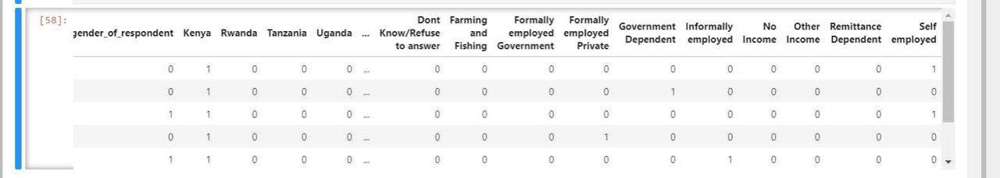 [58]:
gender_of_respondent Kenya Rwanda Tanzania Uganda ... Dont Know/Refuse to answer Farming and Fishing Formally employed Government Formally employed Private Government Dependent Informally employed No Income Other Income Remittance Dependent Self employed
0 1 0 0 0 ... 0 0 0 0 0 0 0 0 0 1
0 1 0 0 0 ... 0 0 0 0 1 0 0 0 0 0
1 1 0 0 0 ... 0 0 0 0 0 0 0 0 0 1
0 1 0 0 0 ... 0 0 0 1 0 0 0 0 0 0
1 1 0 0 0 ... 0 0 0 0 0 1 0 0 0 0